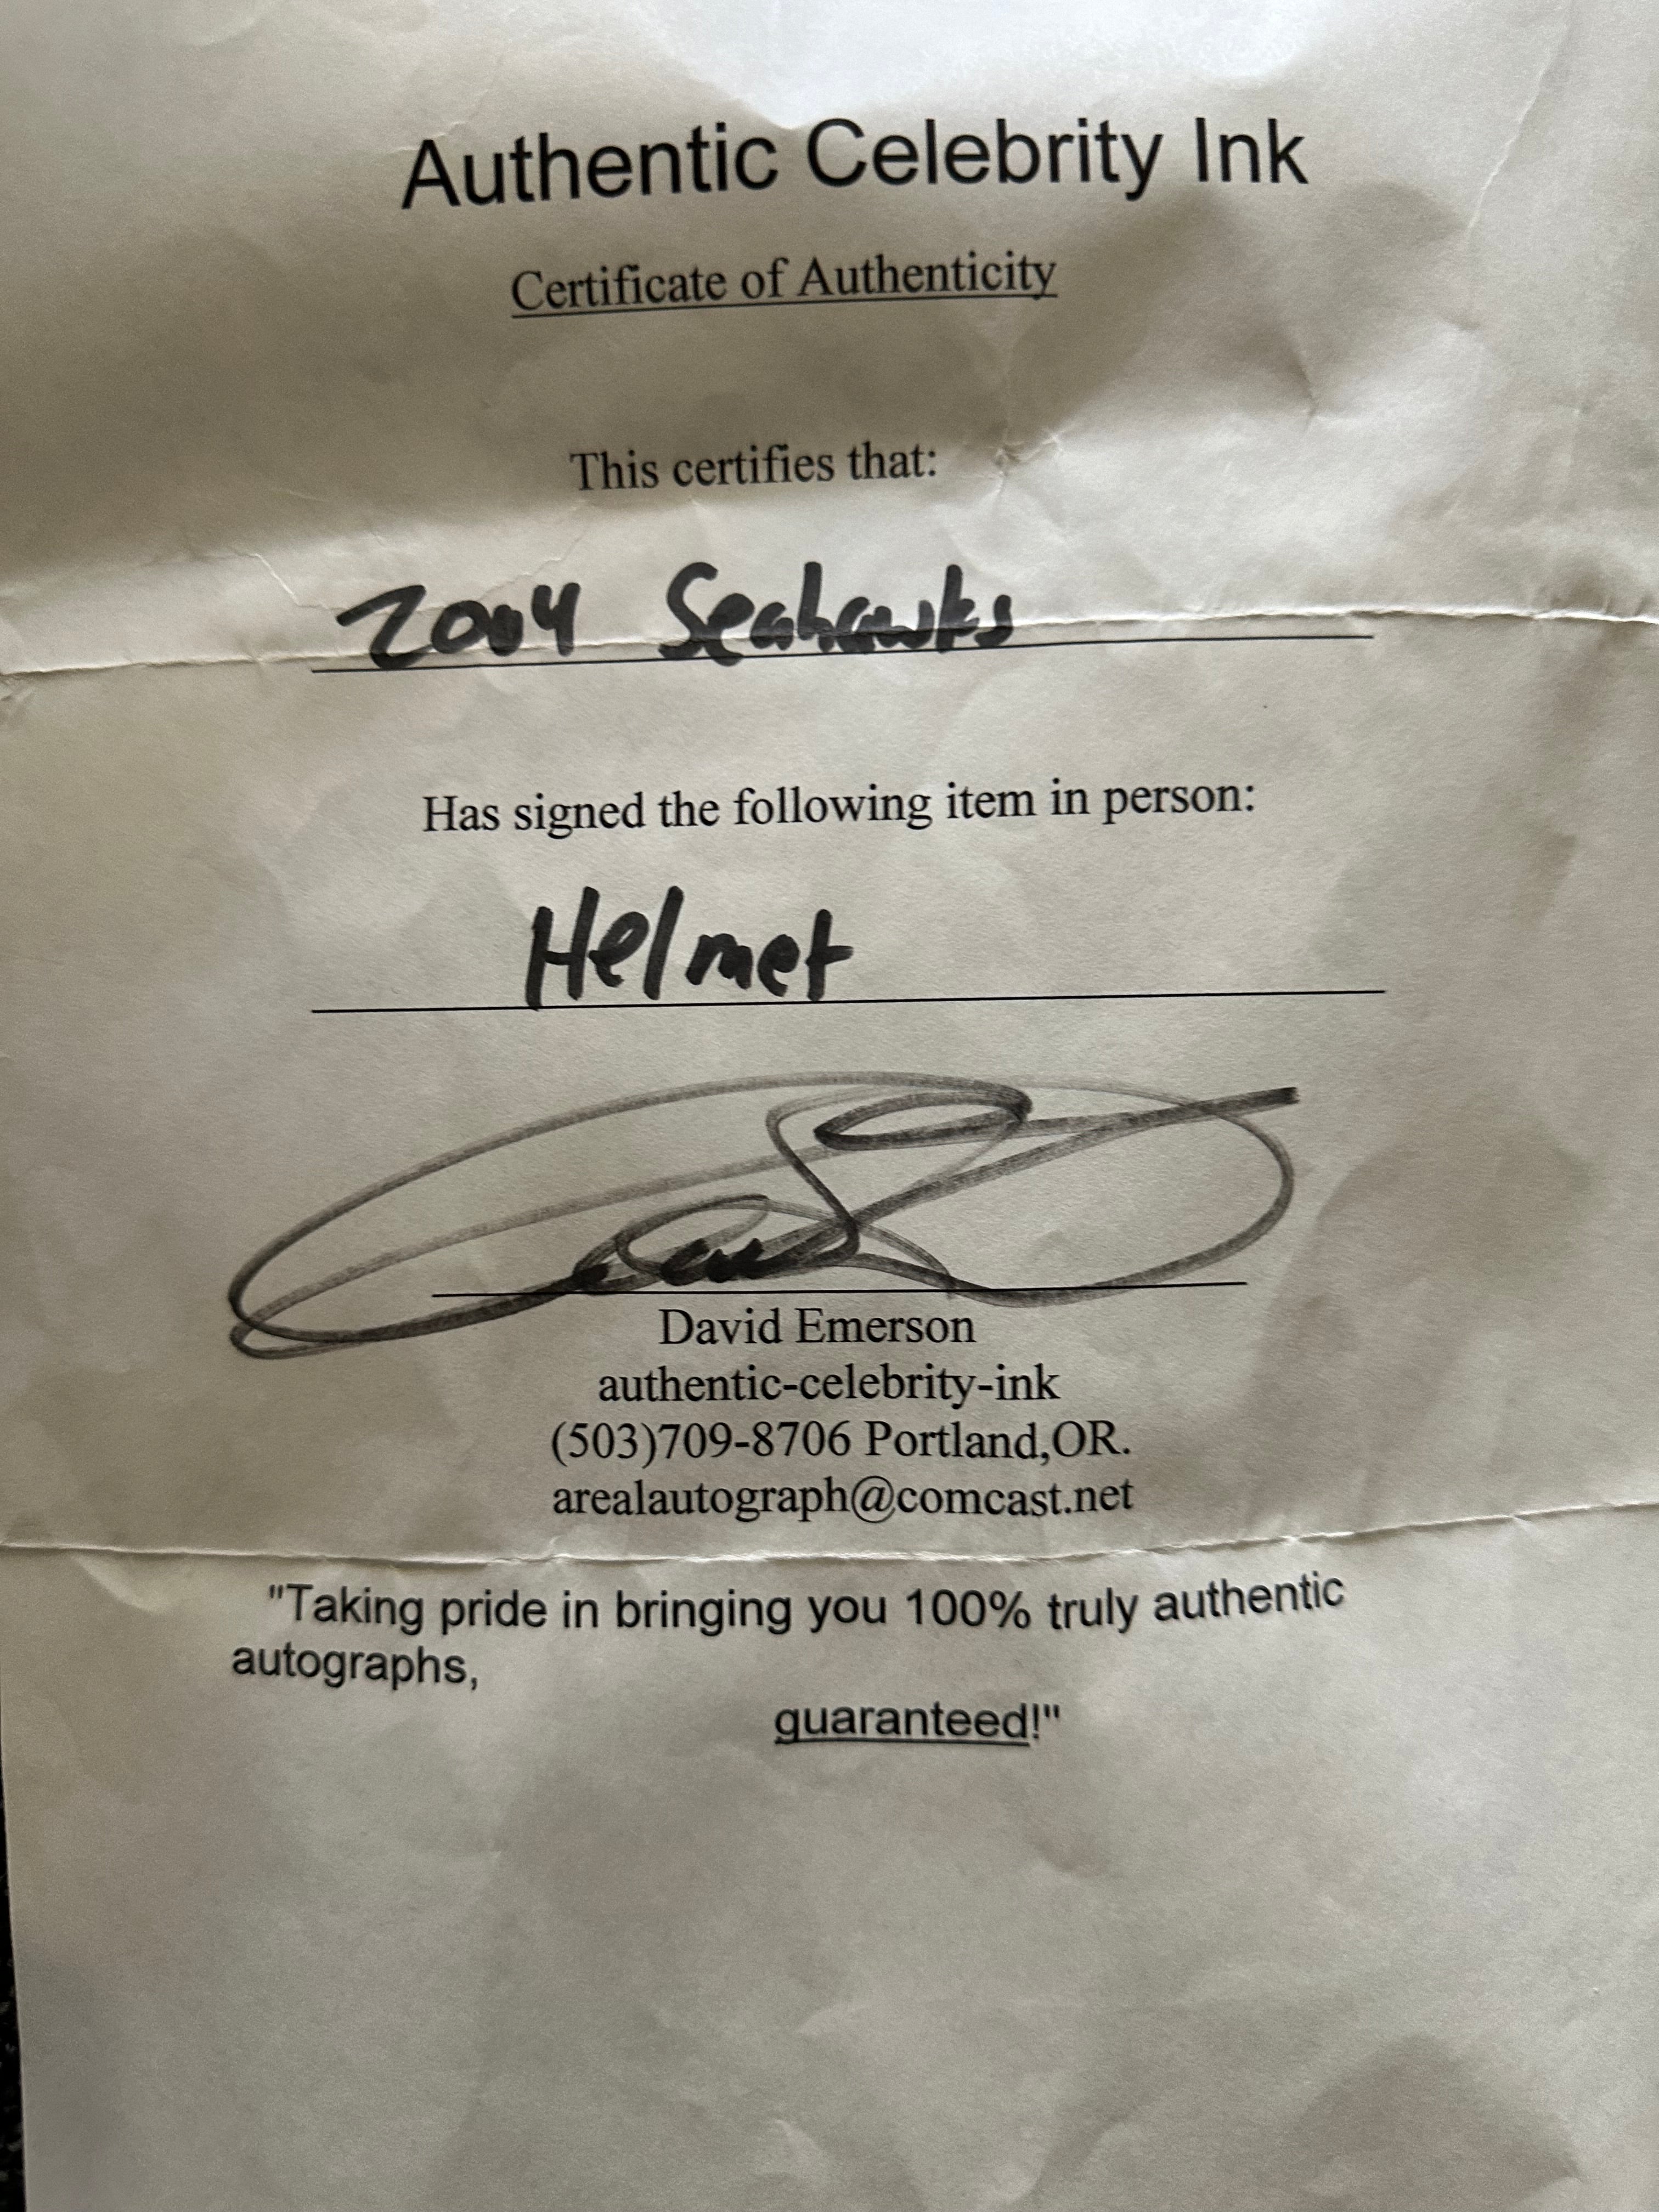 Authentic Celebrity Ink
Certificate of Authenticity
This certifies that:
2004 Seahawks
Has signed the following item in person:
Helmet
David Emerson
authentic-celebrity-ink
(503)709-8706 Portland,OR.
arealautograph@comcast.net
"Taking pride in bringing you 100% truly authentic
autographs,
guaranteed!"